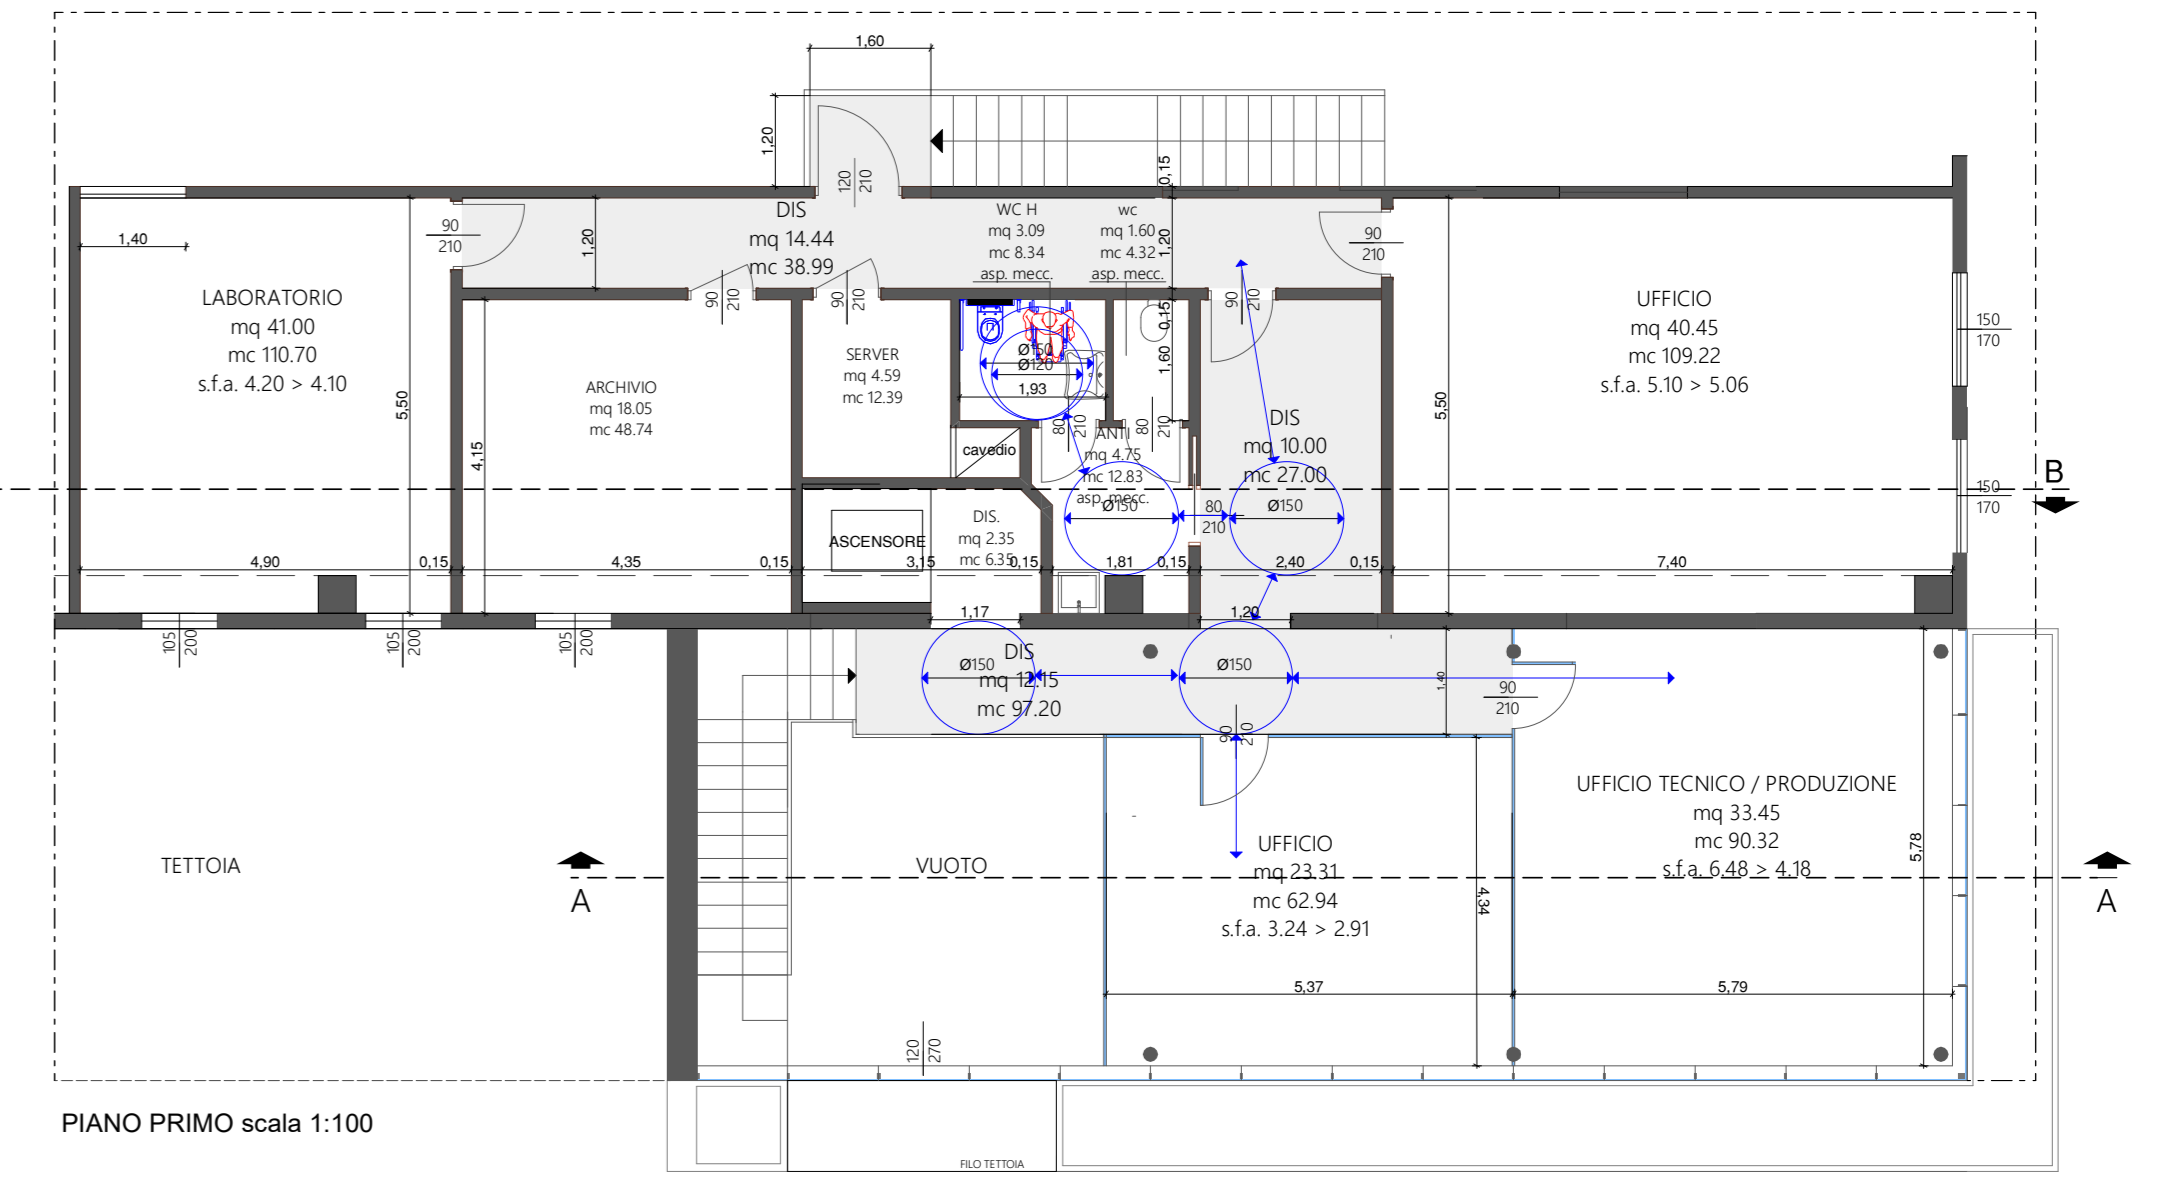 1,60
1,20
120
210
0,15
90
210
1,40
1,20
DIS
mq 14.44
mc 38.99
WC H
mq 3.09
mc 8.34
asp. mecc.
wc
mq 1.60
mc 4.32
asp. mecc.
1,20
90
210
LABORATORIO
mq 41.00
mc 110.70
s.f.a. 4.20 > 4.10
5,50
90
210
90
210
90
210
0,15
UFFICIO
mq 40.45
mc 109.22
s.f.a. 5.10 > 5.06
150
170
ARCHIVIO
mq 18.05
mc 48.74
4,15
SERVER
mq 4.59
mc 12.39
Ø150
Ø120
1,93
1,60
80
210
80
210
5,50
cavedio
ANTI
mq 4.75
mc 12.83
asp. mecc.
Ø150
DIS
mq 10.00
mc 27.00
Ø150
80
210
150
170
B
ASCENSORE
DIS.
mq 2.35
mc 6.35
4,90
0,15
4,35
0,15
3,15
0,15
1,81
0,15
2,40
0,15
7,40
105
200
105
200
105
200
1,17
1,20
DIS
mq 12.15
mc 97.20
Ø150
Ø150
1,40
90
210
90
210
TETTOIA
A
VUOTO
UFFICIO
mq 23.31
mc 62.94
s.f.a. 3.24 > 2.91
4,34
UFFICIO TECNICO / PRODUZIONE
mq 33.45
mc 90.32
s.f.a. 6.48 > 4.18
5,78
A
5,37
5,79
120
270
PIANO PRIMO scala 1:100
FILO TETTOIA